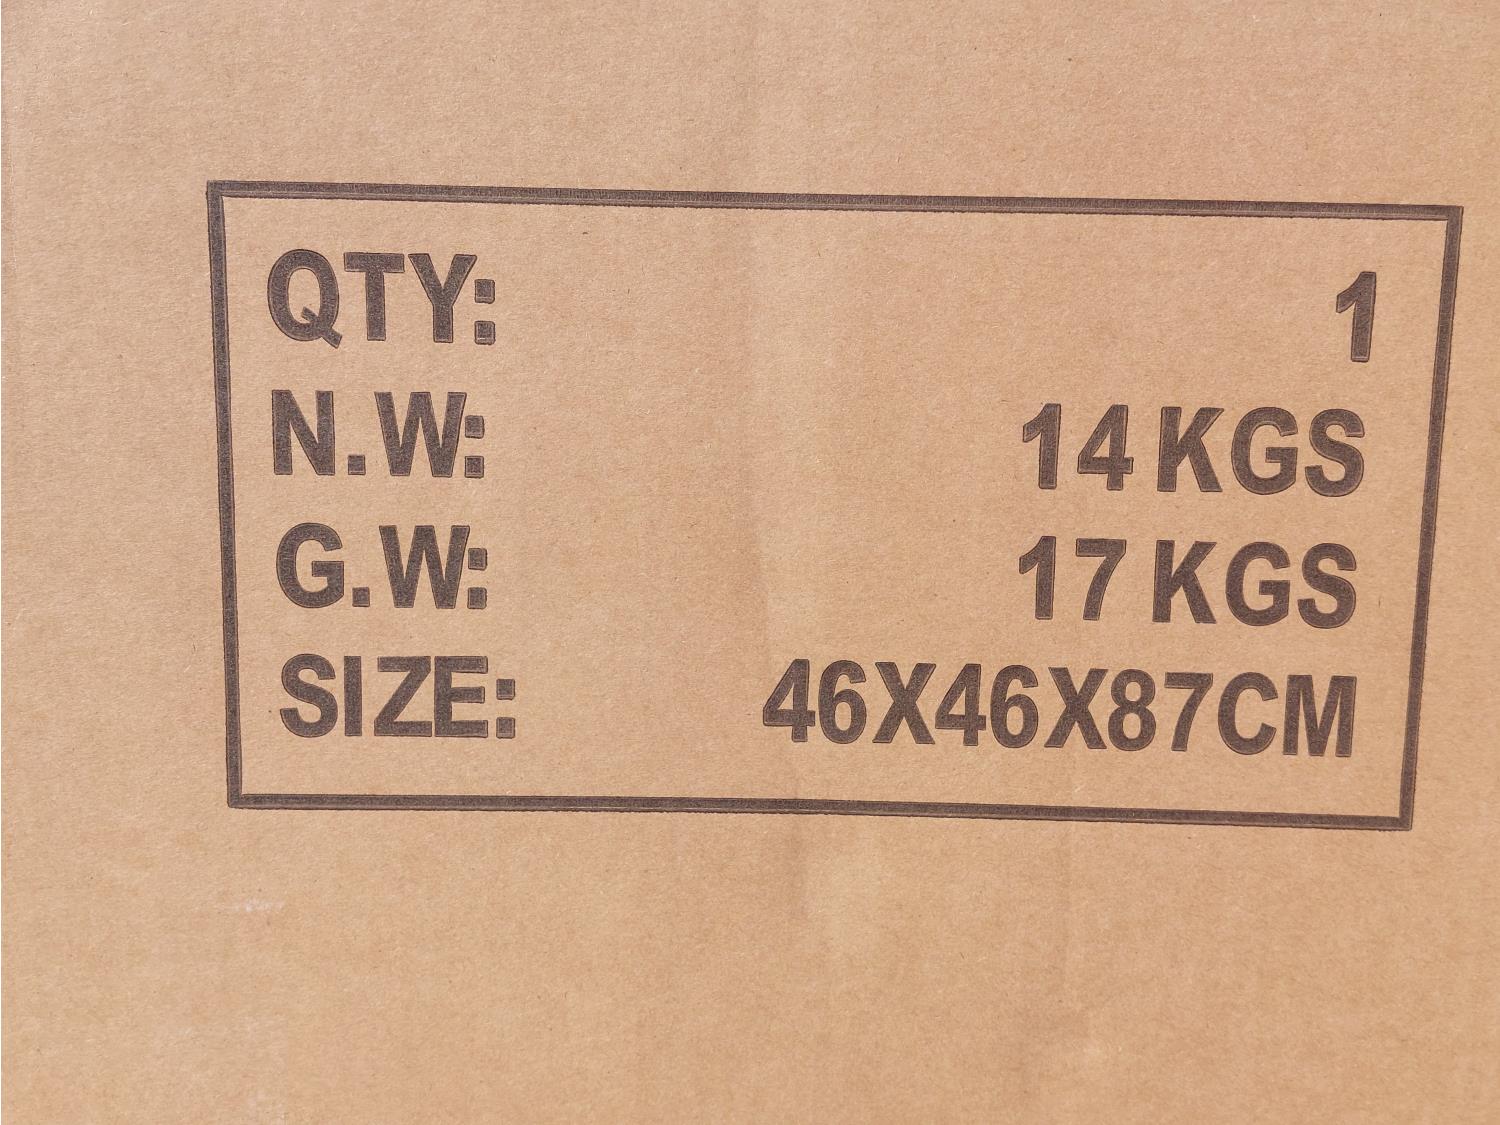 QTY: 1
N.W: 14 KGS
G.W: 17 KGS
SIZE: 46X46X87CM